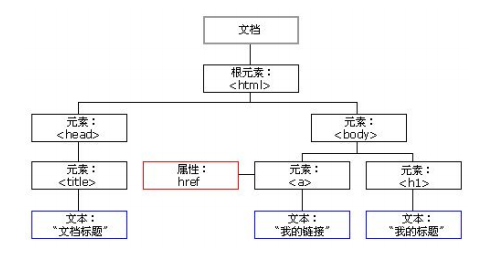 文档
根元素：
<html>
元素：
<head>
元素：
<body>
元素：
<title>
属性：
href
元素：
<a>
元素：
<h1>
文本：
"文档标题"
文本：
"我的链接"
文本：
"我的标题"